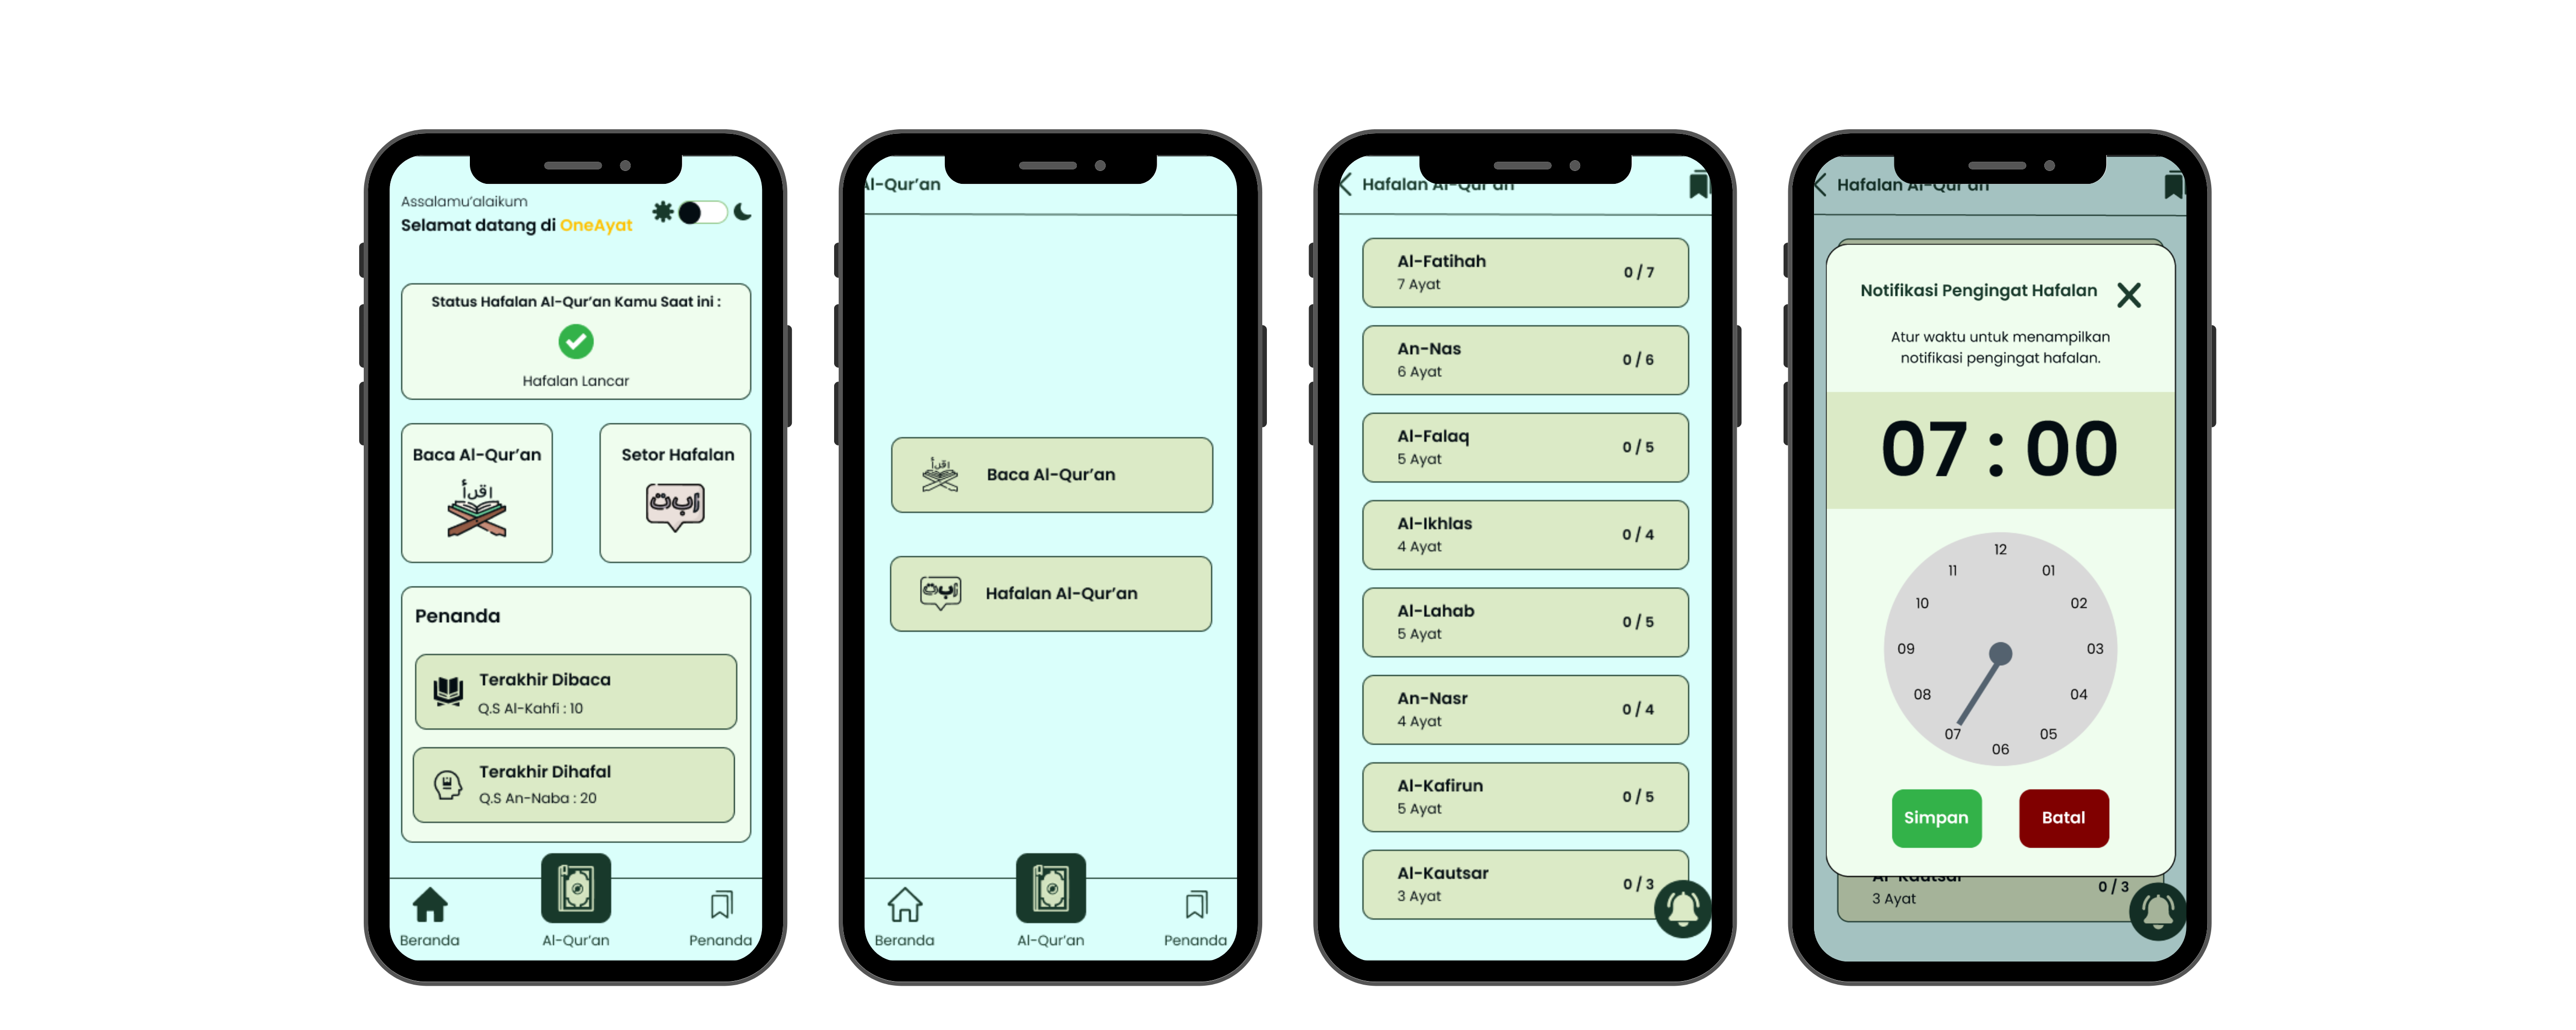 Assalamu'alaikum
Selamat datang di OneAyat
Status Hafalan Al-Qur'an Kamu Saat ini :
Hafalan Lancar
Baca Al-Qur'an
اقرأ
Setor Hafalan
أب ت
Penanda
Terakhir Dibaca
Q.S Al-Kahfi : 10
Terakhir Dihafal
Q.S An-Naba : 20
Beranda
Al-Qur'an
Penanda
Al-Qur'an
اقرأ
Baca Al-Qur'an
أب ت
Hafalan Al-Qur'an
Beranda
Al-Qur'an
Penanda
Hafalan Al-Qur'an
Al-Fatihah
7 Ayat
0 / 7
An-Nas
6 Ayat
0 / 6
Al-Falaq
5 Ayat
0 / 5
Al-Ikhlas
4 Ayat
0 / 4
Al-Lahab
5 Ayat
0 / 5
An-Nasr
4 Ayat
0 / 4
Al-Kafirun
5 Ayat
0 / 5
Al-Kautsar
3 Ayat
0 / 3
Hafalan Al-Qur'an
Notifikasi Pengingat Hafalan
Atur waktu untuk menampilkan
notifikasi pengingat hafalan.
07 : 00
12
01
02
03
04
05
06
07
08
09
10
11
Simpan
Batal
Al-Kautsar
3 Ayat
0 / 3